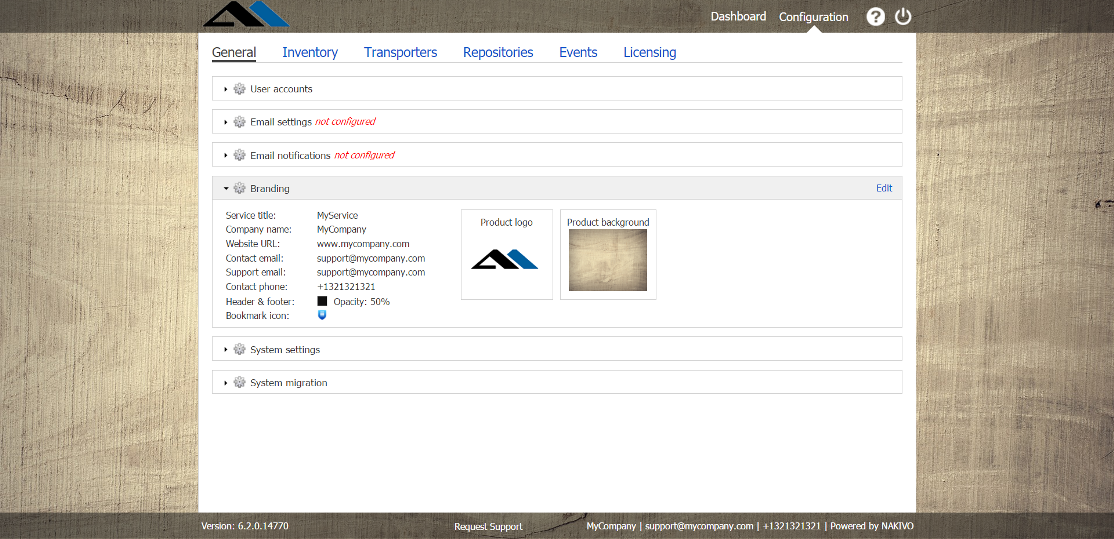 Dashboard Configuration ?
General Inventory Transporters Repositories Events Licensing
User accounts
Email settings not configured
Email notifications not configured
Branding Edit
Service title: MyService
Company name: MyCompany
Website URL: www.mycompany.com
Contact email: support@mycompany.com
Support email: support@mycompany.com
Contact phone: +1321321321
Header & footer: Opacity: 50%
Bookmark icon:
Product logo
Product background
System settings
System migration
Version: 6.2.0.14770 Request Support MyCompany | support@mycompany.com | +1321321321 | Powered by NAKIVO